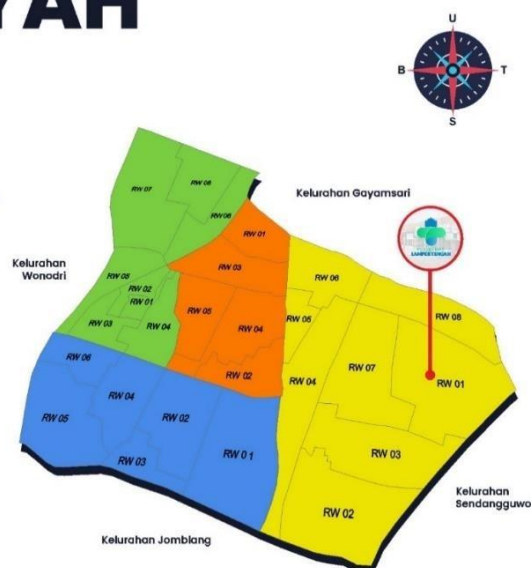 YAH
U
B
T
S
Kelurahan Gayamsari
LAMPERTENGAH
Kelurahan
Wonodri
RW 07
RW 08
RW 06
RW 05
RW 02
RW 01
RW 03
RW 04
RW 01
RW 03
RW 05
RW 04
RW 02
RW 06
RW 05
RW 04
RW 03
RW 02
RW 01
RW 06
RW 05
RW 04
RW 07
RW 08
RW 01
RW 03
RW 02
Kelurahan
Sendangguwo
Kelurahan Jomblang